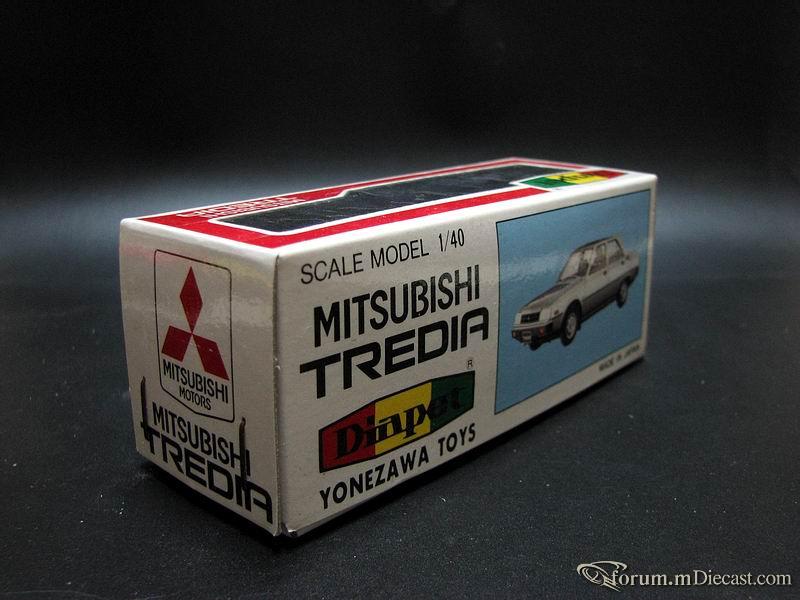 SCALE MODEL 1/40
MITSUBISHI
TREDIA
Diapet
®
YONEZAWA TOYS
MADE IN JAPAN
MITSUBISHI
MOTORS
MITSUBISHI
TREDIA
forum.mDiecast.com